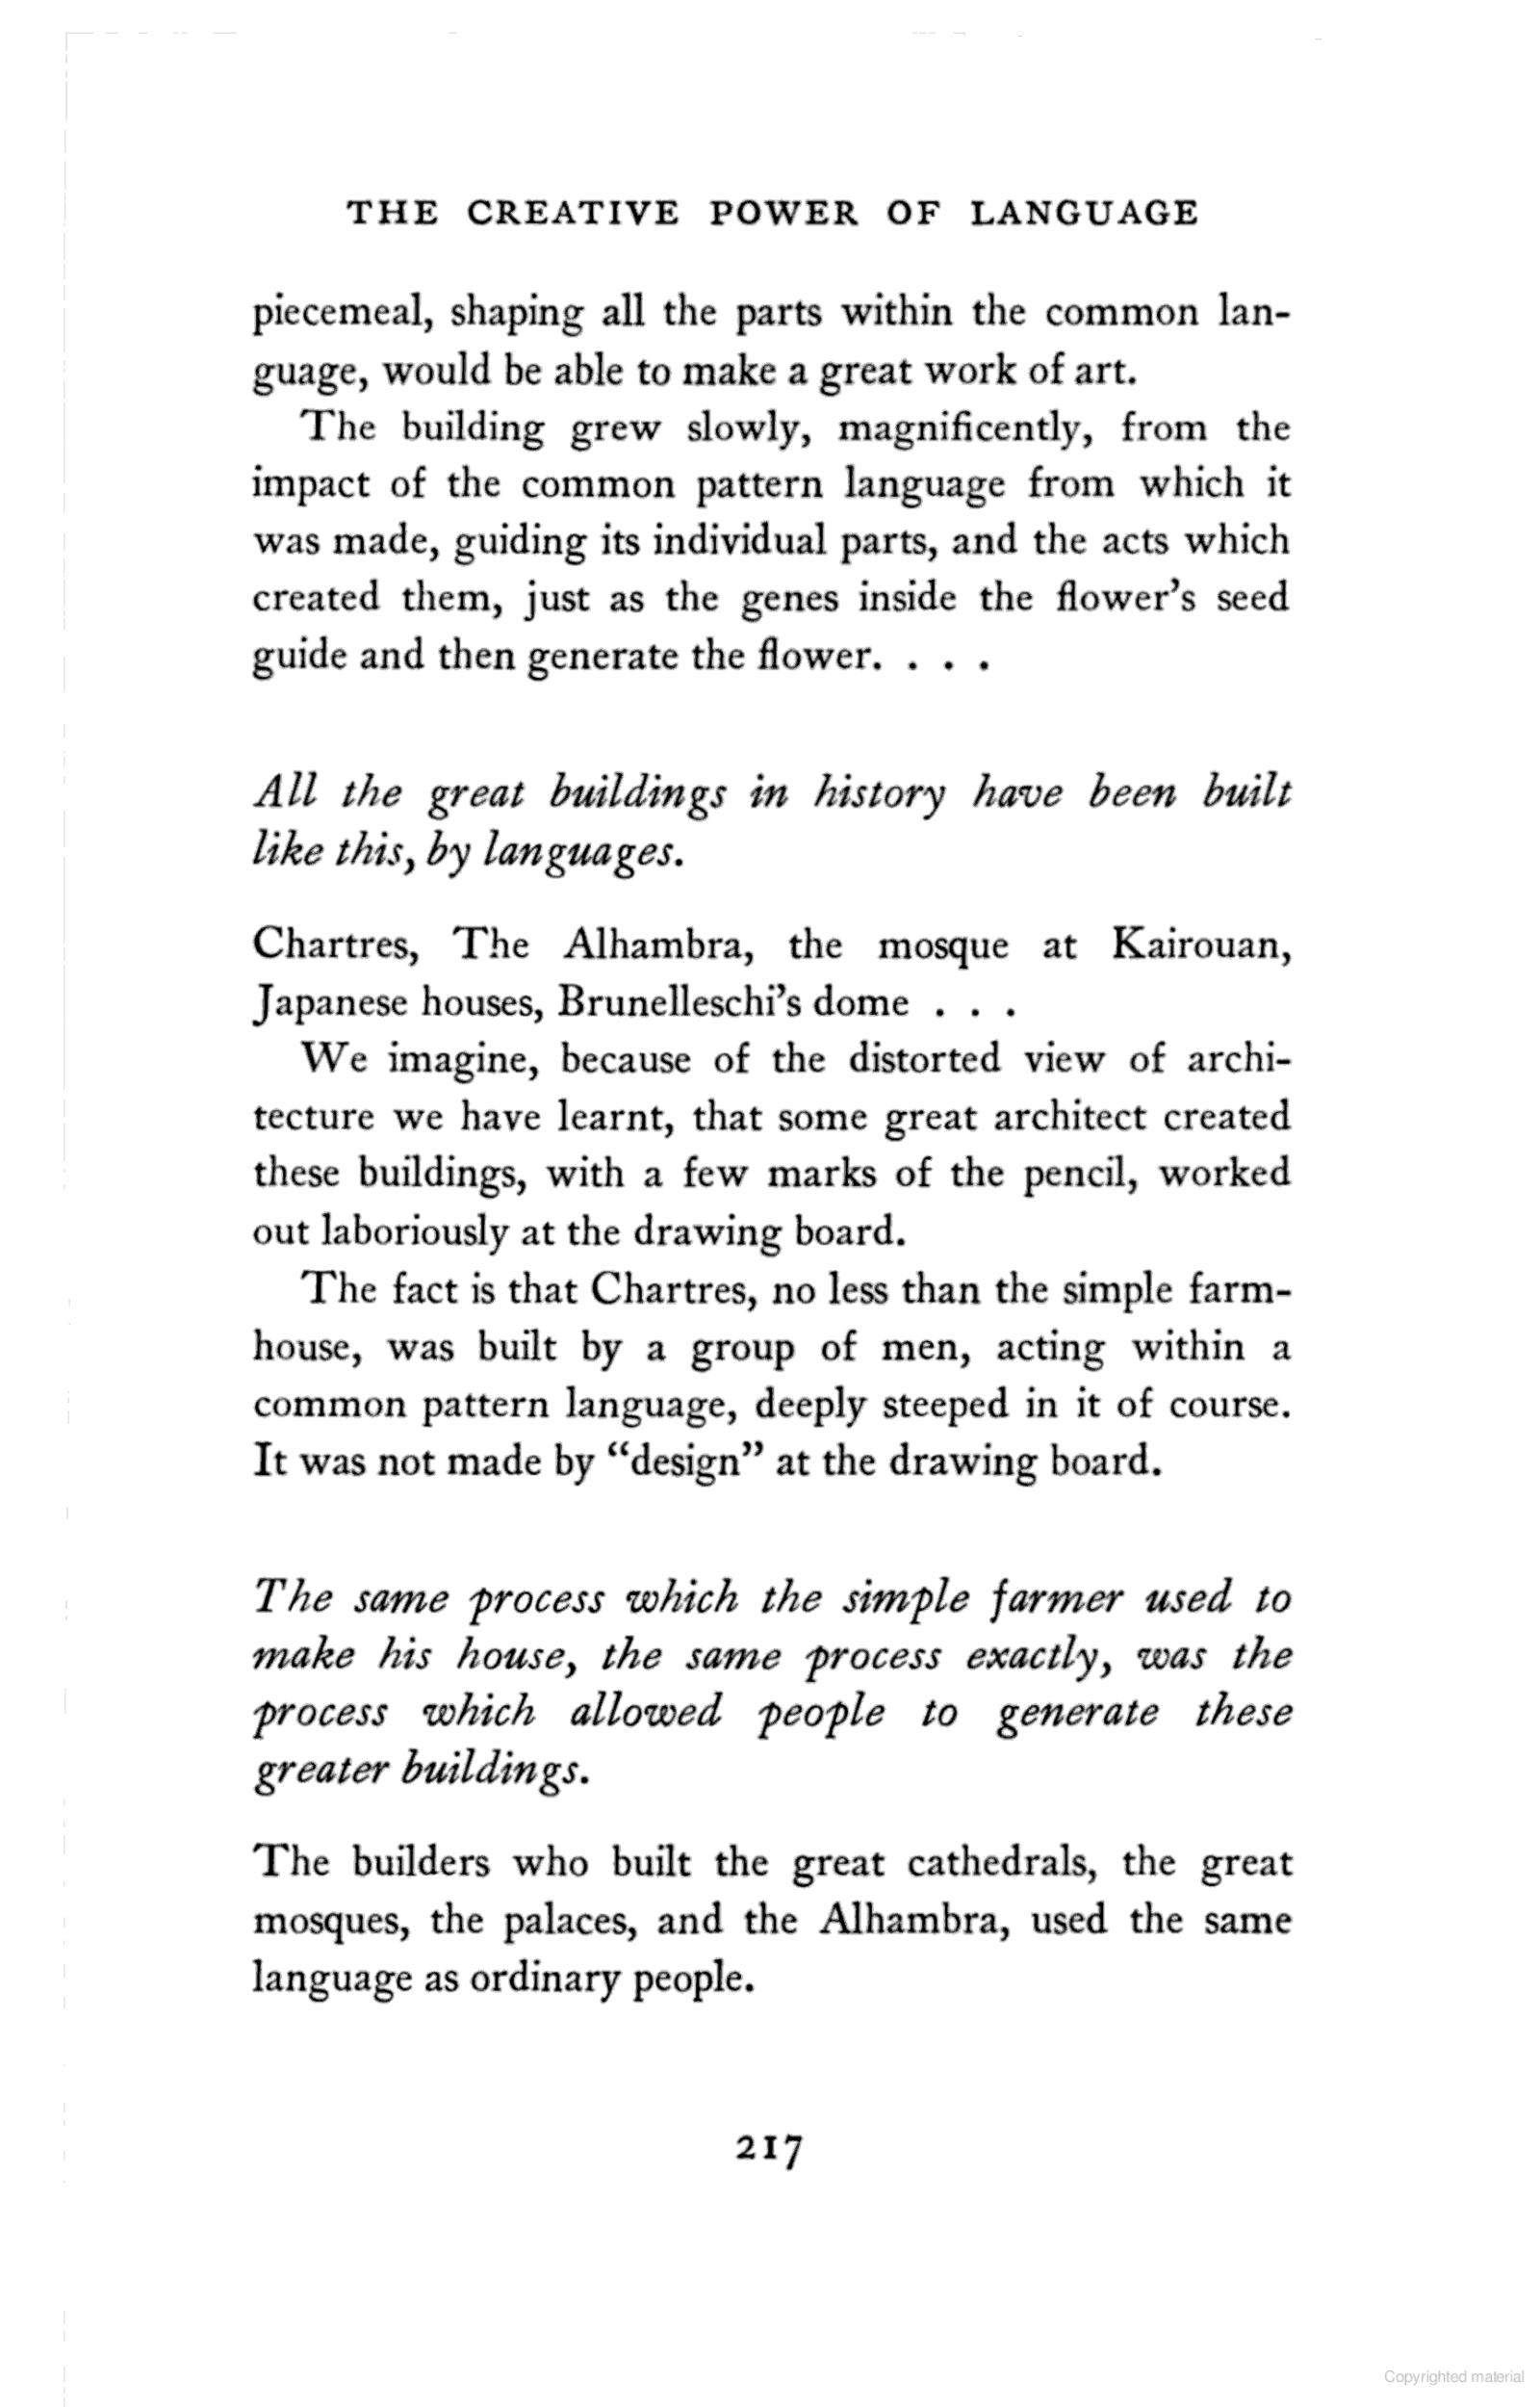 THE CREATIVE POWER OF LANGUAGE
piecemeal, shaping all the parts within the common lan-
guage, would be able to make a great work of art.
The building grew slowly, magnificently, from the
impact of the common pattern language from which it
was made, guiding its individual parts, and the acts which
created them, just as the genes inside the flower's seed
guide and then generate the flower. . . .
All the great buildings in history have been built
like this, by languages.
Chartres, The Alhambra, the mosque at Kairouan,
Japanese houses, Brunelleschi's dome . . .
We imagine, because of the distorted view of archi-
tecture we have learnt, that some great architect created
these buildings, with a few marks of the pencil, worked
out laboriously at the drawing board.
The fact is that Chartres, no less than the simple farm-
house, was built by a group of men, acting within a
common pattern language, deeply steeped in it of course.
It was not made by “design” at the drawing board.
The same process which the simple farmer used to
make his house, the same process exactly, was the
process which allowed people to generate these
greater buildings.
The builders who built the great cathedrals, the great
mosques, the palaces, and the Alhambra, used the same
language as ordinary people.
217
Copyrighted material